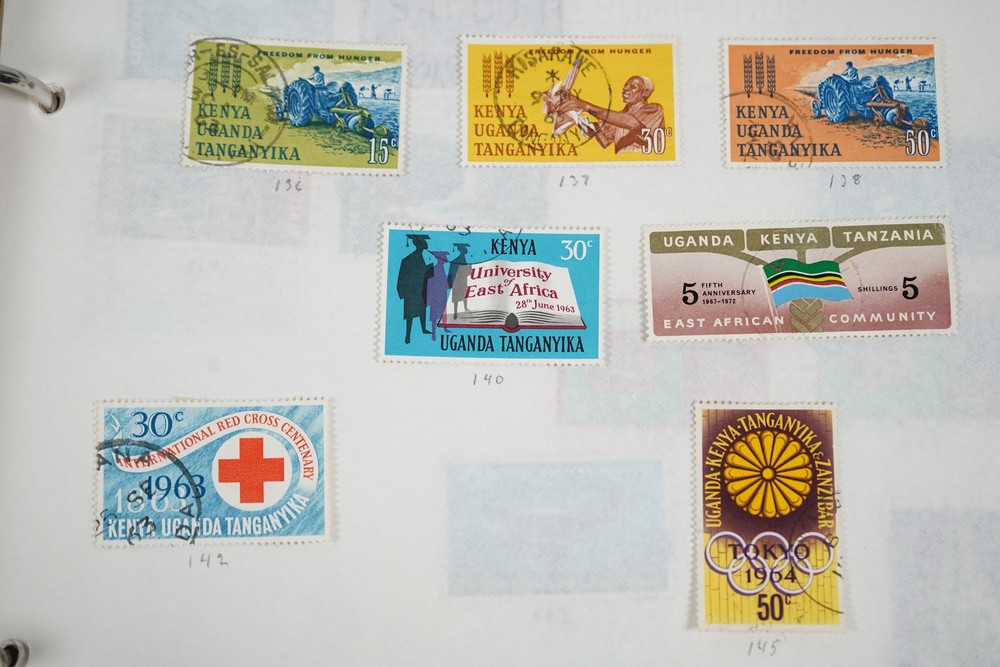 FREEDOM FROM HUNGER
KENYA
UGANDA
TANGANYIKA
15c
136
FREEDOM FROM HUNGER
KISARAWE
KENYA
UGANDA
TANGANYIKA
30c
137
FREEDOM FROM HUNGER
KENYA
UGANDA
TANGANYIKA
50c
138
KENYA
30c
University
of
East Africa
28th June 1963
UGANDA TANGANYIKA
140
UGANDA KENYA TANZANIA
5 FIFTH ANNIVERSARY 1967-1972 SHILLINGS 5
EAST AFRICAN COMMUNITY
30c
INTERNATIONAL RED CROSS CENTENARY
1963
1863
KENYA UGANDA TANGANYIKA
142
UGANDA·KENYA·TANGANYIKA & ZANZIBAR
TOKYO
1964
50c
145